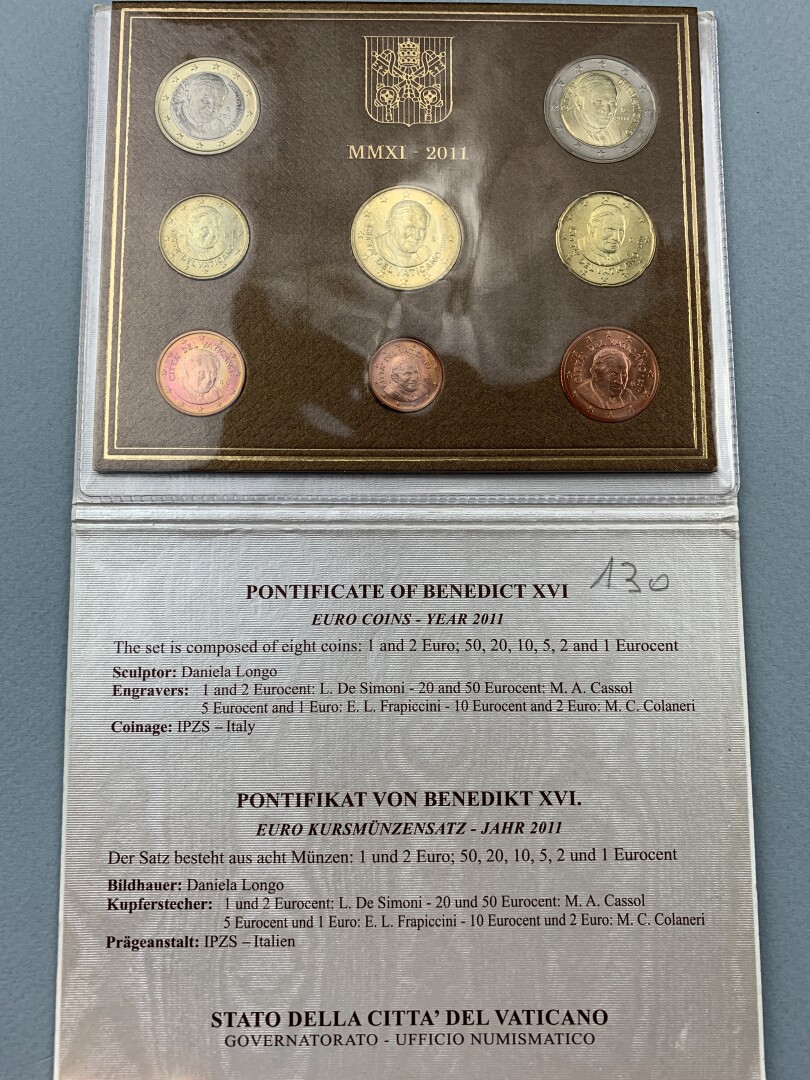 MMXI - 2011
CITTA' DEL VATICANO
PONTIFICATE OF BENEDICT XVI
130
EURO COINS - YEAR 2011
The set is composed of eight coins: 1 and 2 Euro; 50, 20, 10, 5, 2 and 1 Eurocent
Sculptor: Daniela Longo
Engravers: 1 and 2 Eurocent: L. De Simoni - 20 and 50 Eurocent: M. A. Cassol
5 Eurocent and 1 Euro: E. L. Frapiccini - 10 Eurocent and 2 Euro: M. C. Colaneri
Coinage: IPZS – Italy
PONTIFIKAT VON BENEDIKT XVI.
EURO KURSMÜNZENSATZ - JAHR 2011
Der Satz besteht aus acht Münzen: 1 und 2 Euro; 50, 20, 10, 5, 2 und 1 Eurocent
Bildhauer: Daniela Longo
Kupferstecher: 1 und 2 Eurocent: L. De Simoni - 20 und 50 Eurocent: M. A. Cassol
5 Eurocent und 1 Euro: E. L. Frapiccini - 10 Eurocent und 2 Euro: M. C. Colaneri
Prägeanstalt: IPZS – Italien
STATO DELLA CITTA' DEL VATICANO
GOVERNATORATO - UFFICIO NUMISMATICO